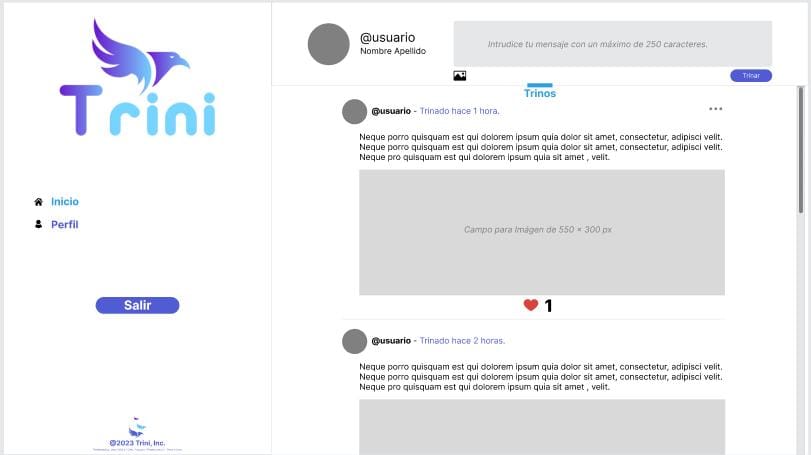 Trini
Inicio
Perfil
Salir
@2023 Trini, Inc.
@usuario
Nombre Apellido
Intrudice tu mensaje con un máximo de 250 caracteres.
Trinar
Trinos
@usuario - Trinado hace 1 hora.
Neque porro quisquam est qui dolorem ipsum quia dolor sit amet, consectetur, adipisci velit.
Neque porro quisquam est qui dolorem ipsum quia dolor sit amet, consectetur, adipisci velit.
Neque pro quisquam est qui dolorem ipsum quia sit amet , velit.
Campo para Imágen de 550 x 300 px
1
@usuario - Trinado hace 2 horas.
Neque porro quisquam est qui dolorem ipsum quia dolor sit amet, consectetur, adipisci velit.
Neque porro quisquam est qui dolorem ipsum quia dolor sit amet, consectetur, adipisci velit.
Neque porro quisquam est qui dolorem ipsum quia sit amet , velit.